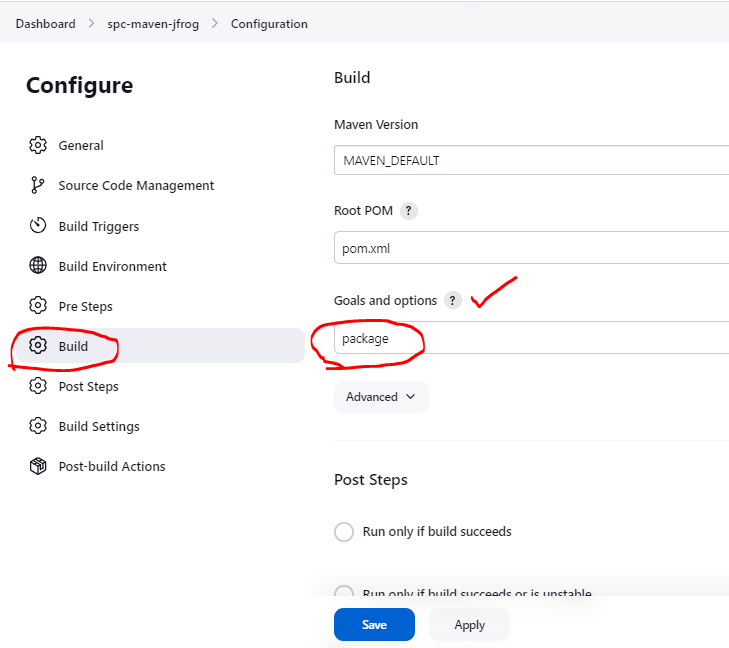 Dashboard > spc-maven-jfrog > Configuration
Configure
General
Source Code Management
Build Triggers
Build Environment
Pre Steps
Build
Post Steps
Build Settings
Post-build Actions
Build
Maven Version
MAVEN_DEFAULT
Root POM ?
pom.xml
Goals and options ?
package
Advanced
Post Steps
Run only if build succeeds
Run only if build succeeds or is unstable
Save
Apply